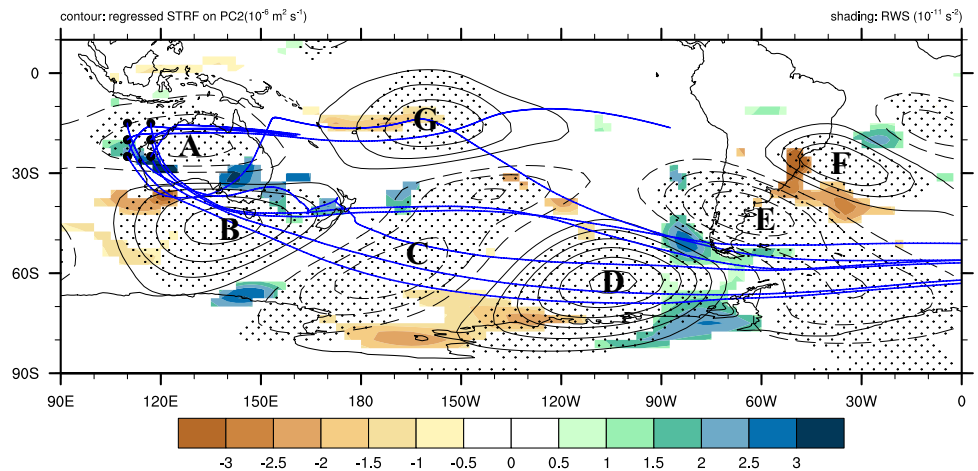 contour: regressed STRF on PC2(10⁻⁶ m² s⁻¹) shading: RWS (10⁻¹¹ s⁻²)
0
30S
60S
90S
A
B
C
D
E
F
G
90E 120E 150E 180 150W 120W 90W 60W 30W 0
-3 -2.5 -2 -1.5 -1 -0.5 0 0.5 1 1.5 2 2.5 3